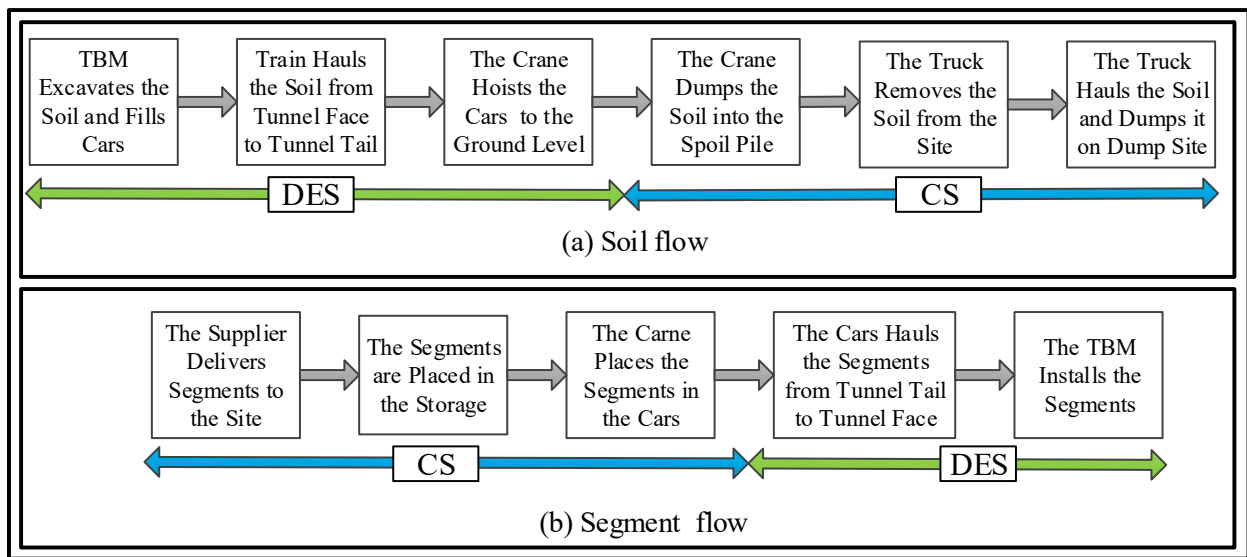 TBM
Excavates the
Soil and Fills
Cars
Train Hauls
the Soil from
Tunnel Face
to Tunnel Tail
The Crane
Hoists the
Cars to the
Ground Level
The Crane
Dumps the
Soil into the
Spoil Pile
The Truck
Removes the
Soil from the
Site
The Truck
Hauls the Soil
and Dumps it
on Dump Site
DES
CS
(a) Soil flow
The Supplier
Delivers
Segments to
the Site
The Segments
are Placed in
the Storage
The Carne
Places the
Segments in
the Cars
The Cars Hauls
the Segments
from Tunnel Tail
to Tunnel Face
The TBM
Installs the
Segments
CS
DES
(b) Segment flow